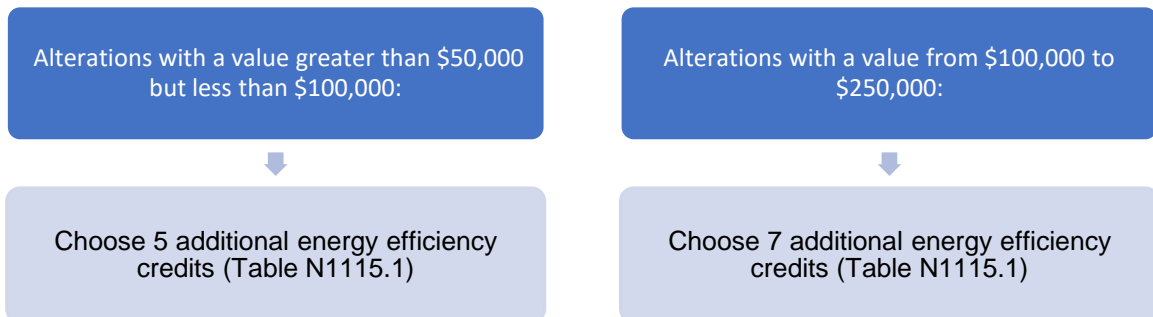 Alterations with a value greater than $50,000
but less than $100,000:
Choose 5 additional energy efficiency
credits (Table N1115.1)
Alterations with a value from $100,000 to
$250,000:
Choose 7 additional energy efficiency
credits (Table N1115.1)